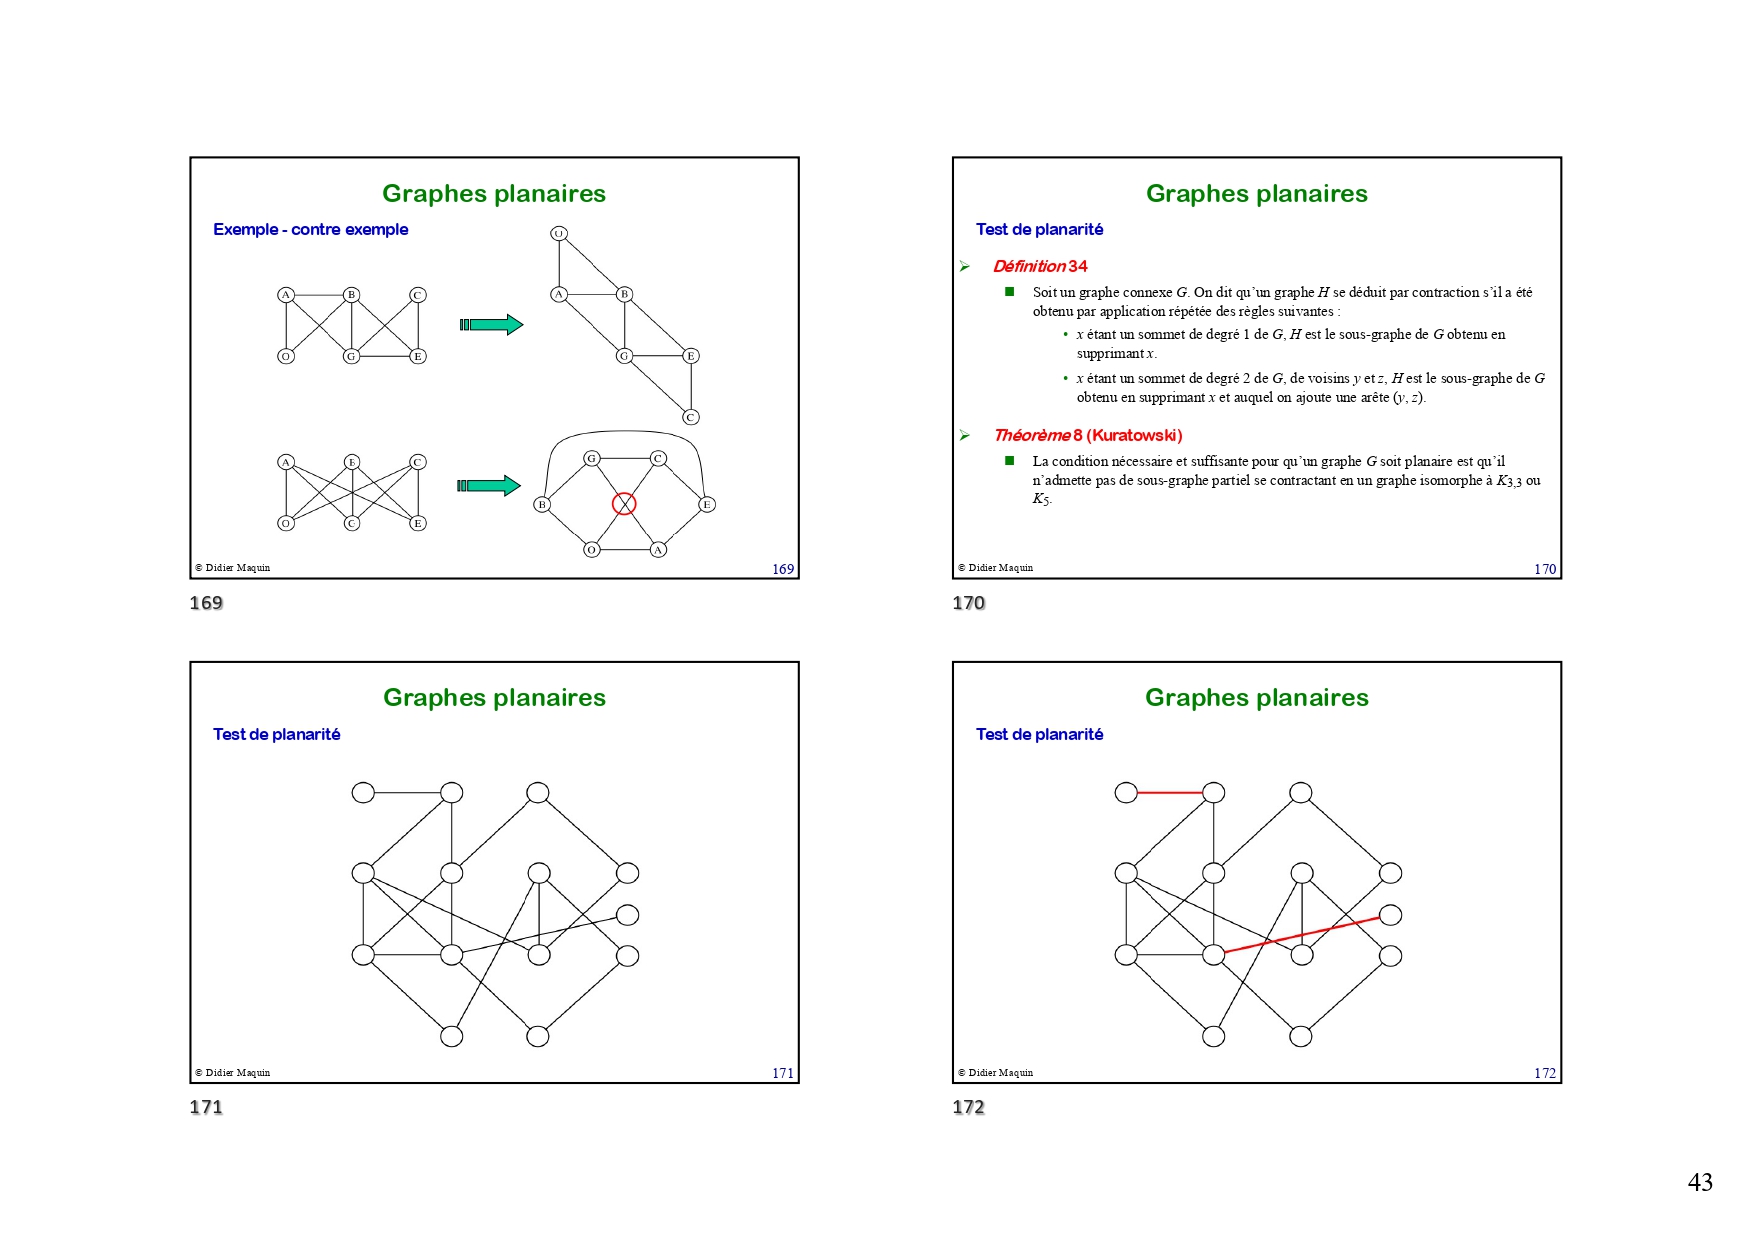 Graphes planaires
Exemple - contre exemple
O
A B C
A B
O G E
G E
C
A B C
G C
B E
O G E
O A
© Didier Maquin 169
169
Graphes planaires
Test de planarité
Définition 34
Soit un graphe connexe G. On dit qu’un graphe H se déduit par contraction s’il a été
obtenu par application répétée des règles suivantes :
• x étant un sommet de degré 1 de G, H est le sous-graphe de G obtenu en
supprimant x.
• x étant un sommet de degré 2 de G, de voisins y et z, H est le sous-graphe de G
obtenu en supprimant x et auquel on ajoute une arête (y, z).
Théorème 8 (Kuratowski)
La condition nécessaire et suffisante pour qu’un graphe G soit planaire est qu’il
n’admette pas de sous-graphe partiel se contractant en un graphe isomorphe à K3,3 ou
K5.
© Didier Maquin 170
170
Graphes planaires
Test de planarité
© Didier Maquin 171
171
Graphes planaires
Test de planarité
© Didier Maquin 172
172
43